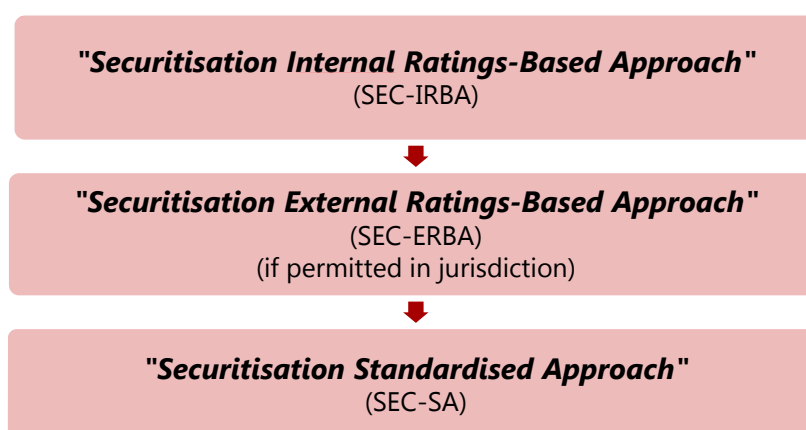 "Securitisation Internal Ratings-Based Approach"
(SEC-IRBA)
"Securitisation External Ratings-Based Approach"
(SEC-ERBA)
(if permitted in jurisdiction)
"Securitisation Standardised Approach"
(SEC-SA)